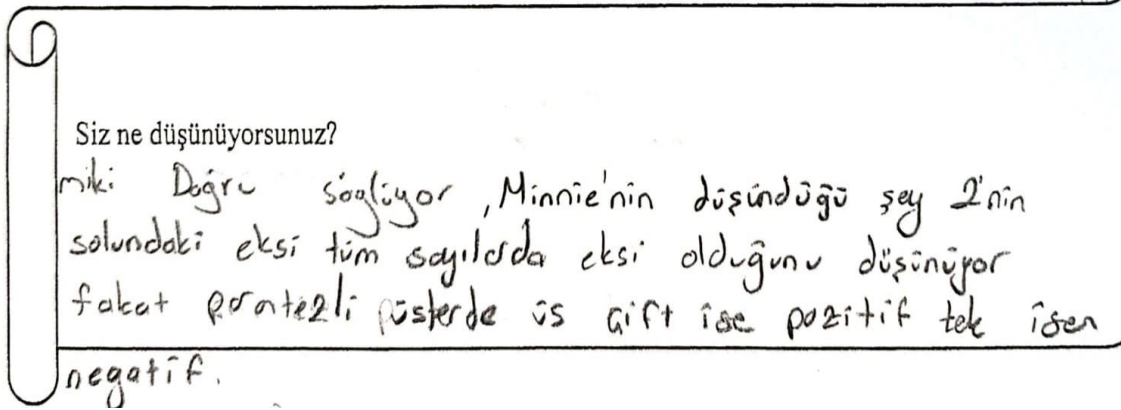 Siz ne düşünüyorsunuz?
miki Doğru söylüyor, Minnie'nin düşündüğü şey 2'nin
solundaki eksi tüm sayılarda eksi olduğunu düşünüyor
fakat parantezli üslerde üs çift ise pozitif tek isen
negatif.